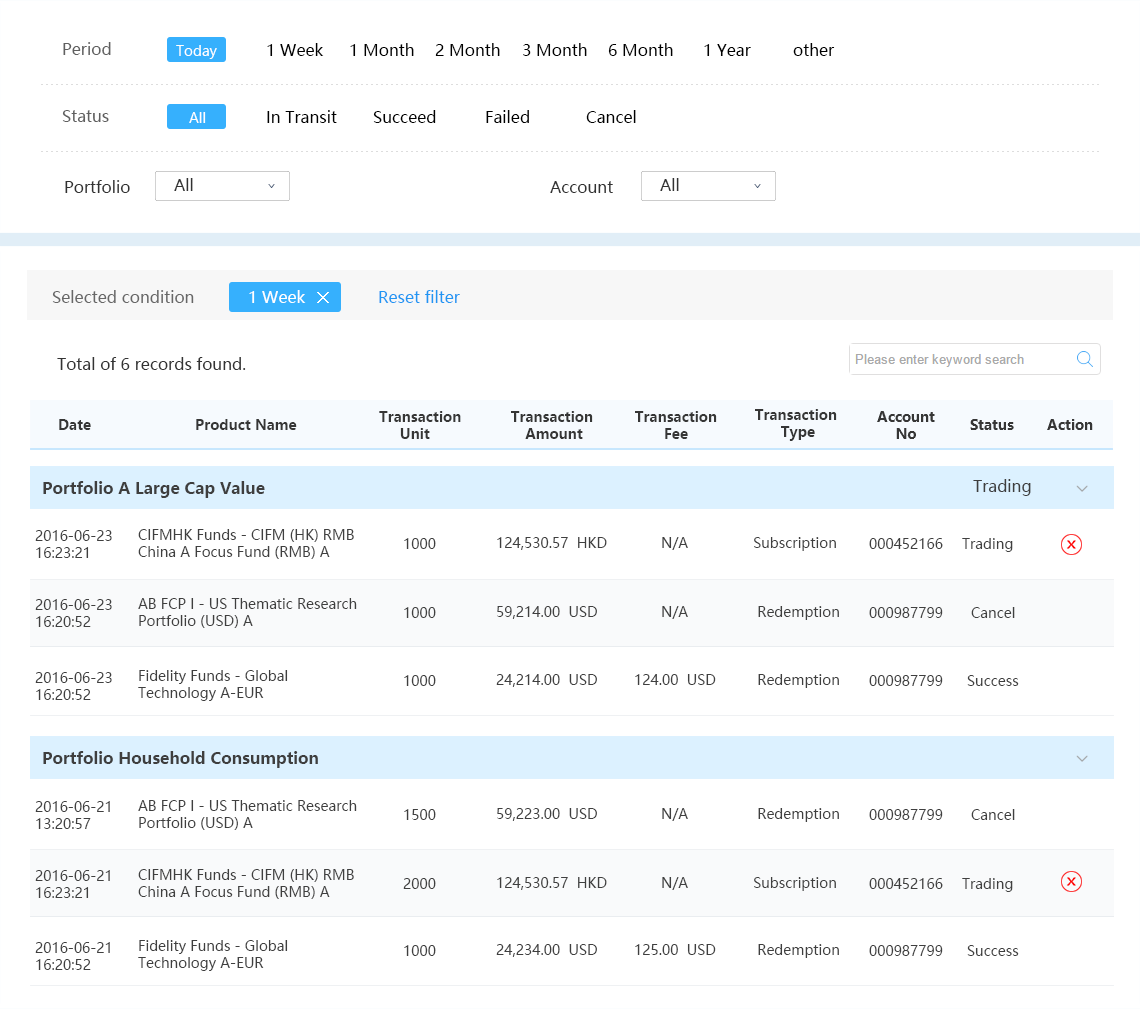 Period Today 1 Week 1 Month 2 Month 3 Month 6 Month 1 Year other
Status All In Transit Succeed Failed Cancel
Portfolio All Account All
Selected condition 1 Week Reset filter
Total of 6 records found. Please enter keyword search
Date Product Name Transaction Unit Transaction Amount Transaction Fee Transaction Type Account No Status Action
Portfolio A Large Cap Value Trading
2016-06-23 16:23:21 CIFMHK Funds - CIFM (HK) RMB China A Focus Fund (RMB) A 1000 124,530.57 HKD N/A Subscription 000452166 Trading
2016-06-23 16:20:52 AB FCP I - US Thematic Research Portfolio (USD) A 1000 59,214.00 USD N/A Redemption 000987799 Cancel
2016-06-23 16:20:52 Fidelity Funds - Global Technology A-EUR 1000 24,214.00 USD 124.00 USD Redemption 000987799 Success
Portfolio Household Consumption
2016-06-21 13:20:57 AB FCP I - US Thematic Research Portfolio (USD) A 1500 59,223.00 USD N/A Redemption 000987799 Cancel
2016-06-21 16:23:21 CIFMHK Funds - CIFM (HK) RMB China A Focus Fund (RMB) A 2000 124,530.57 HKD N/A Subscription 000452166 Trading
2016-06-21 16:20:52 Fidelity Funds - Global Technology A-EUR 1000 24,234.00 USD 125.00 USD Redemption 000987799 Success